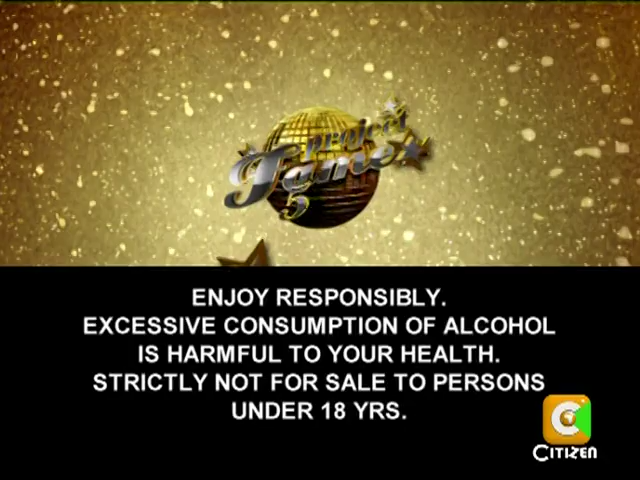 project
Fame
5
ENJOY RESPONSIBLY.
EXCESSIVE CONSUMPTION OF ALCOHOL
IS HARMFUL TO YOUR HEALTH.
STRICTLY NOT FOR SALE TO PERSONS
UNDER 18 YRS.
C
CITIZEN